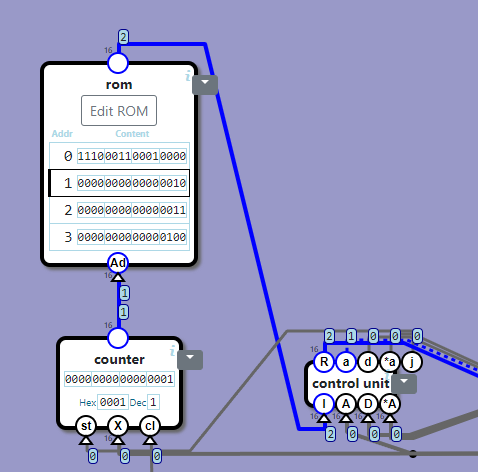 2
16
rom
i
Edit ROM
Addr Content
0 1110001100010000
1 0000000000000010
2 0000000000000011
3 0000000000000100
Ad
16
1
1
16
counter
i
0000000000000001
Hex 0001 Dec 1
st X cl
16
0 0 0
2 1 0 0 0
16
R a d *a j
control unit
I A D *A
16
2 0 0 0